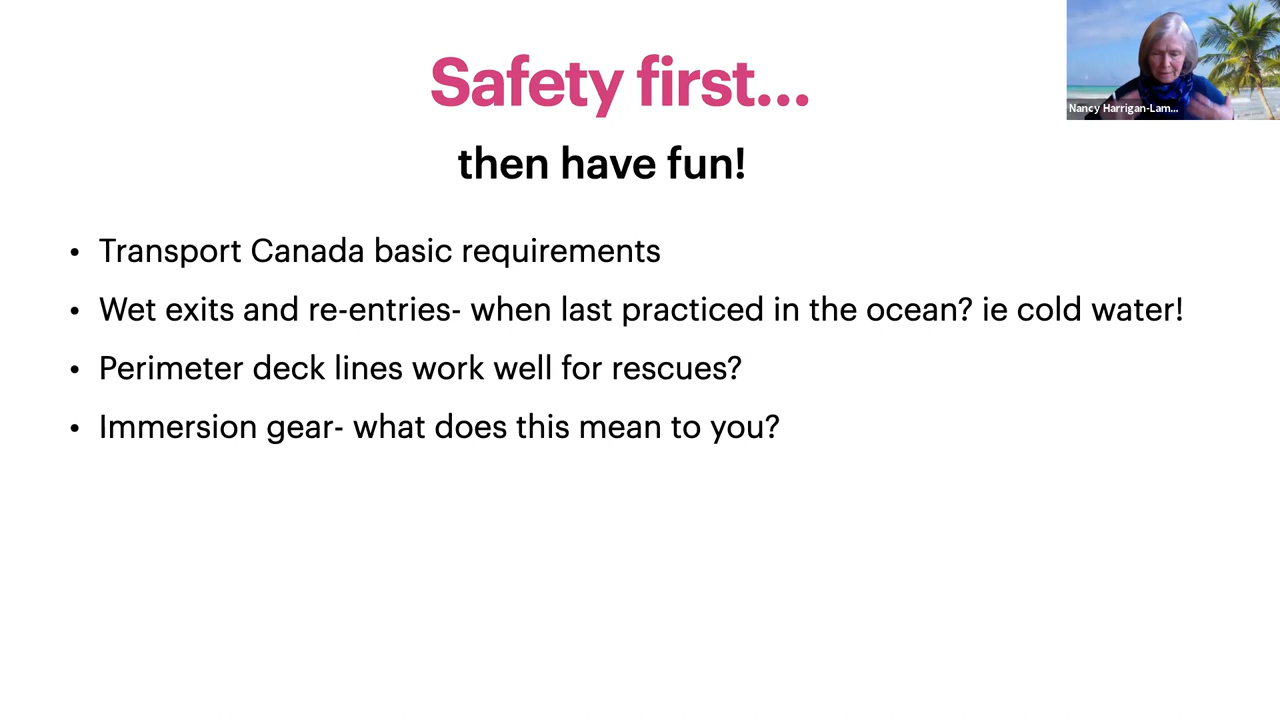 Safety first...
then have fun!
Nancy Harrigan-Lam...
• Transport Canada basic requirements
• Wet exits and re-entries- when last practiced in the ocean? ie cold water!
• Perimeter deck lines work well for rescues?
• Immersion gear- what does this mean to you?